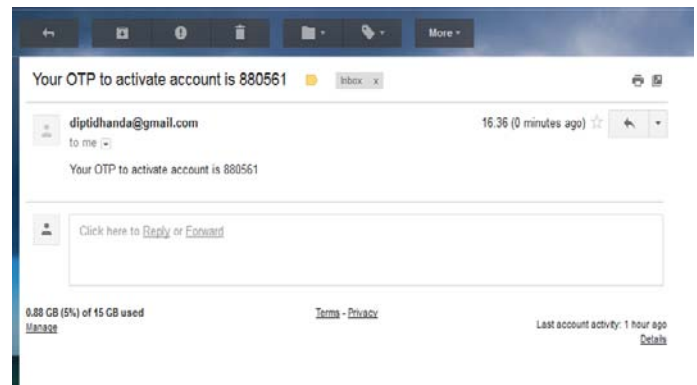 More
Your OTP to activate account is 880561
Inbox x
diptidhanda@gmail.com
16.36 (0 minutes ago)
to me
Your OTP to activate account is 880561
Click here to Reply or Forward
0.88 GB (5%) of 15 GB used
Manage
Terms - Privacy
Last account activity: 1 hour ago
Details